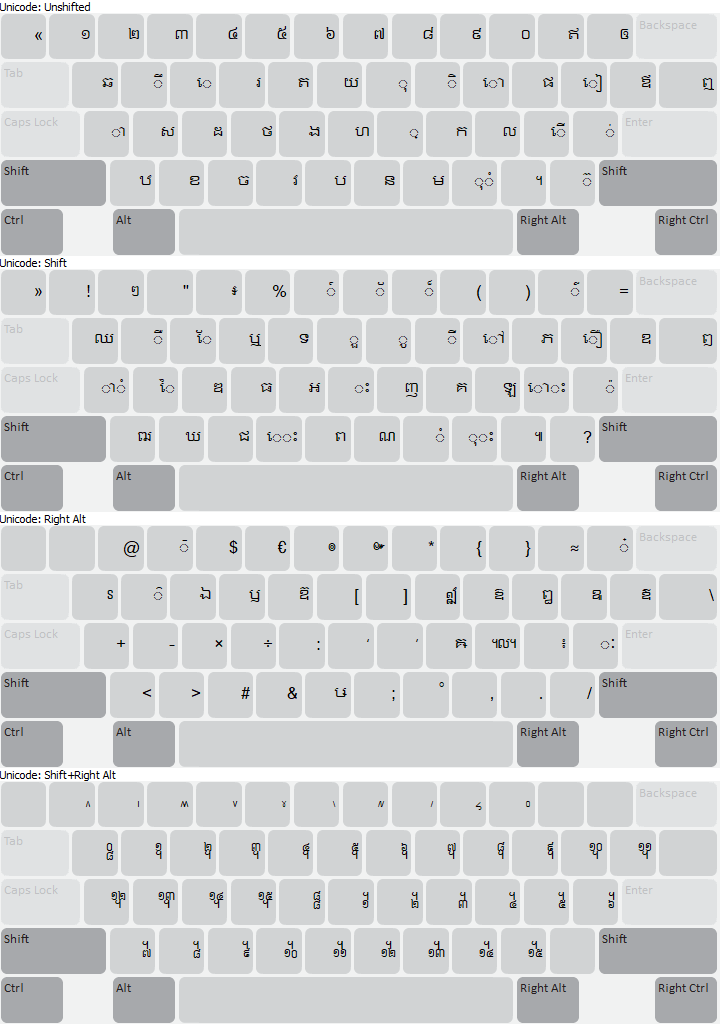 Unicode: Unshifted
« ១ ២ ៣ ៤ ៥ ៦ ៧ ៨ ៩ ០ ឥ ឲ Backspace
Tab ឆ ឹ េ រ ត យ ុ ិ ោ ផ ៀ ឪ ឮ
Caps Lock ា ស ដ ថ ង ហ ្ ក ល ើ ់ Enter
Shift ឋ ខ ច វ ប ន ម ុំ ។ ៊ Shift
Ctrl Alt Right Alt Right Ctrl
Unicode: Shift
» ! ៗ " ៛ % ៍ ័ ៏ ( ) ៌ = Backspace
Tab ឈ ឺ ែ ឬ ទ ួ ូ ី ៅ ភ ឿ ឧ ឭ
Caps Lock ាំ ៃ ឌ ធ អ ះ ញ គ ឡ ោះ ៉ Enter
Shift ឍ ឃ ជ េះ ព ណ ំ ុះ ៕ ? Shift
Ctrl Alt Right Alt Right Ctrl
Unicode: Right Alt
@ ៑ $ € ៙ ៚ * { } ≈ ៎ Backspace
Tab ៜ ៝ ឯ ឫ ឱ៊ [ ] ឦ ឱ ឰ ឩ ឳ \
Caps Lock + - × ÷ : ‘ ’ ឝ ៘ ៖ ៈ Enter
Shift < > # & ឞ ; ៓ , . / Shift
Ctrl Alt Right Alt Right Ctrl
Unicode: Shift+Right Alt
៱ ៲ ៳ ៴ ៵ ៶ ៷ ៸ ៹ ៰ Backspace
Tab ᧠ ᧡ ᧢ ᧣ ᧤ ᧥ ᧦ ᧧ ᧨ ᧩ ᧪ ᧫
Caps Lock ᧬ ᧭ ᧮ ᧯ ᧰ ᧱ ᧲ ᧳ ᧴ ᧵ ᧶ Enter
Shift ᧷ ᧸ ᧹ ᧺ ᧻ ᧼ ᧽ ᧾ ᧿ Shift
Ctrl Alt Right Alt Right Ctrl